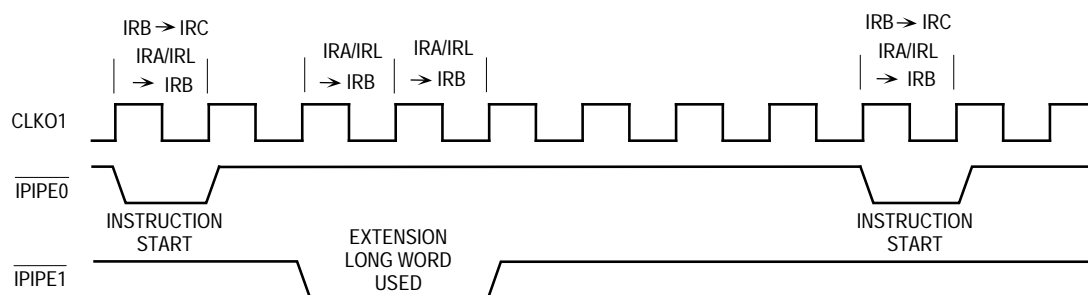 IRB → IRC
IRA/IRL
→ IRB
IRA/IRL
→ IRB
IRA/IRL
→ IRB
IRB → IRC
IRA/IRL
→ IRB
CLKO1
IPIPE0
INSTRUCTION
START
INSTRUCTION
START
IPIPE1
EXTENSION
LONG WORD
USED